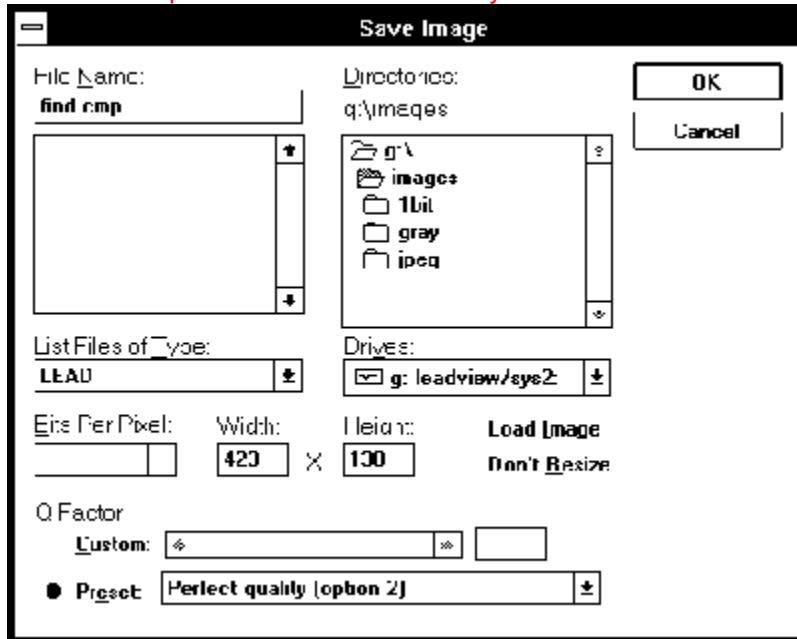 Save Image
File Name:
find.cmp
Directories:
g:\images
OK
Cancel
g:\
images
1bit
gray
jpeg
List Files of Type:
LEAD
Drives:
g: leadview/sys2:
Bits Per Pixel:
Width:
Height:
Load Image
X
Don't Resize
Q Factor
Custom:
Preset:
Perfect quality (option 2)